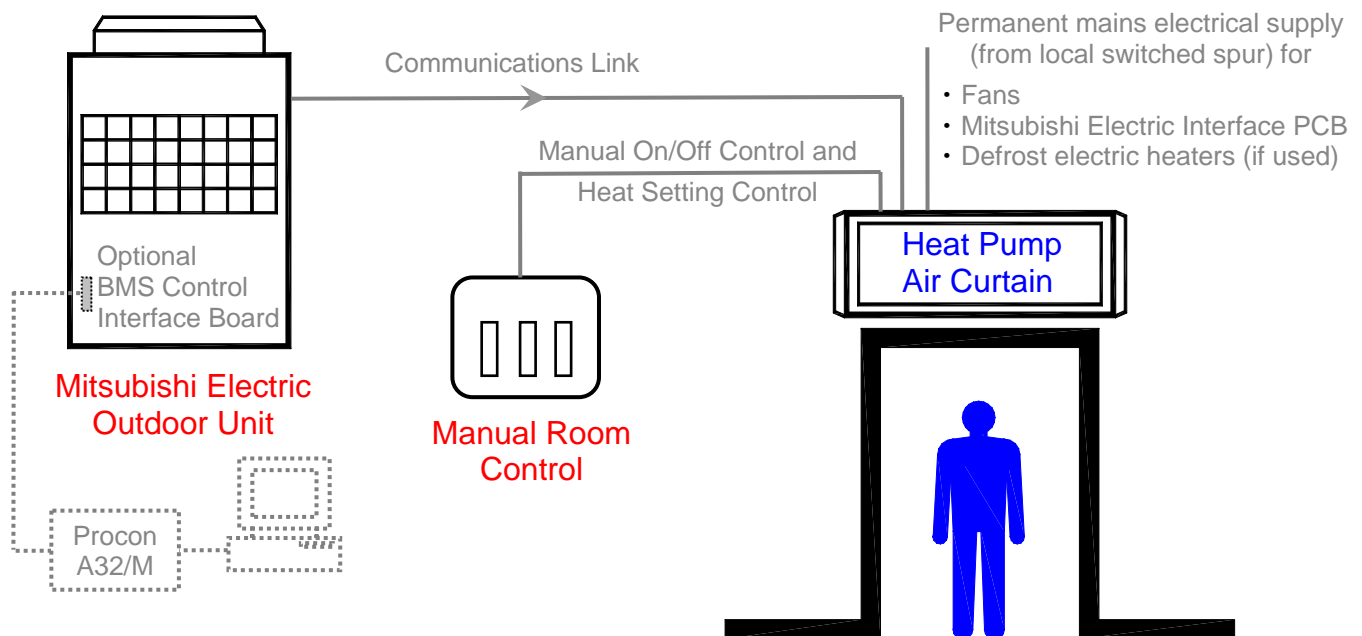 Permanent mains electrical supply
(from local switched spur) for
• Fans
• Mitsubishi Electric Interface PCB
• Defrost electric heaters (if used)
Communications Link
Manual On/Off Control and
Heat Setting Control
Heat Pump
Air Curtain
Optional
BMS Control
Interface Board
Mitsubishi Electric
Outdoor Unit
Manual Room
Control
Procon
A32/M